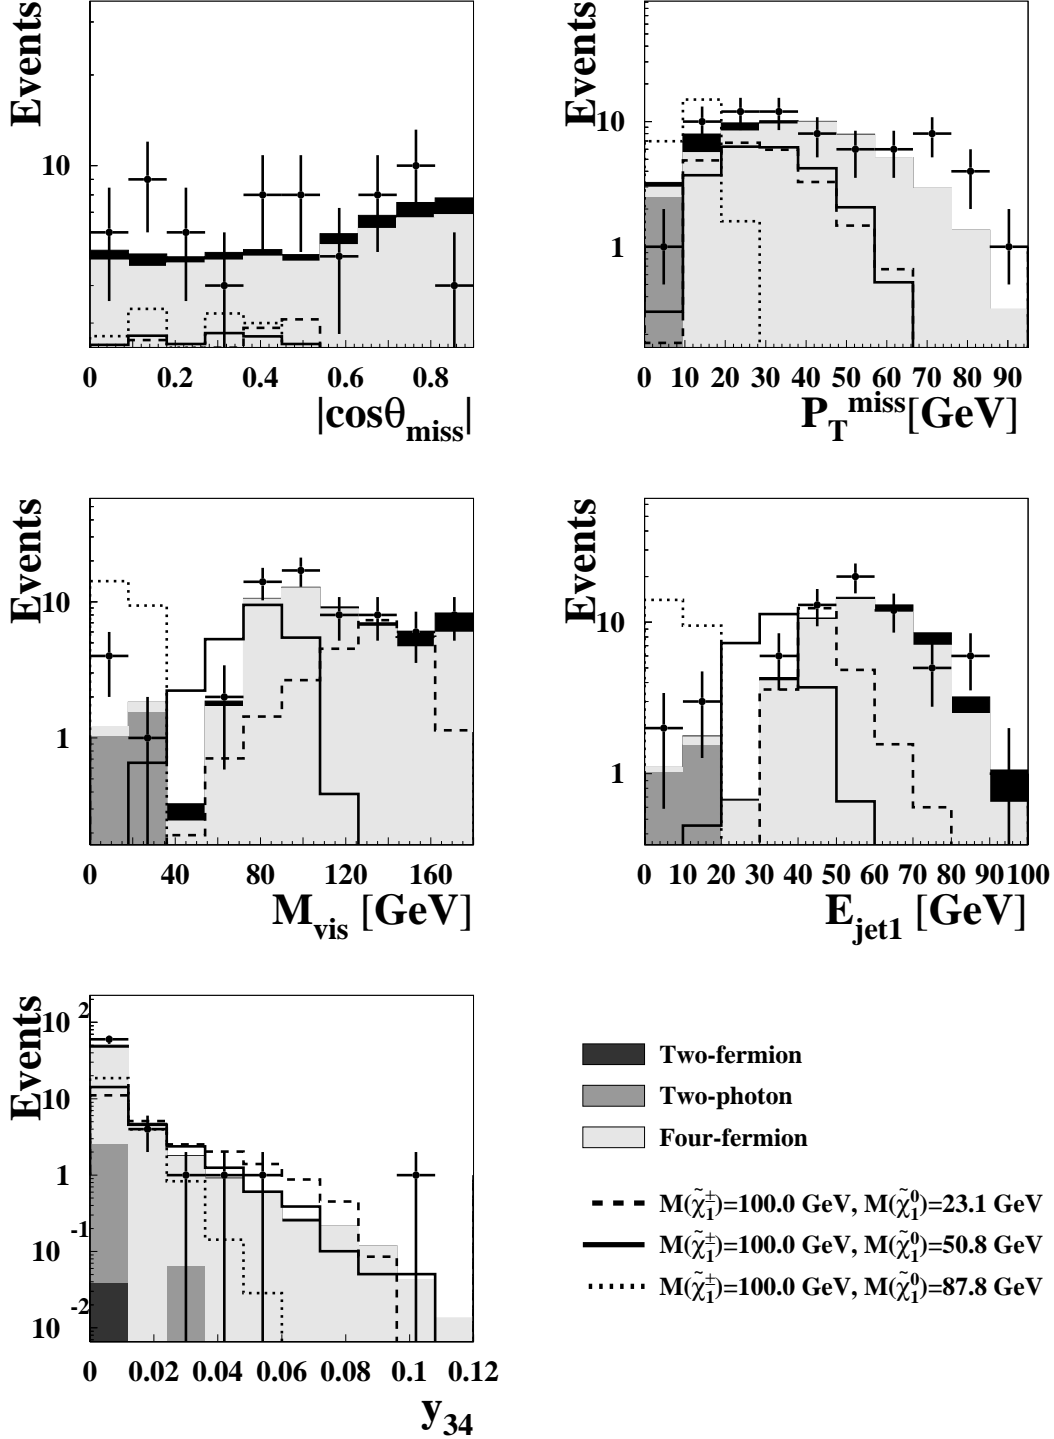 Events
10
0 0.2 0.4 0.6 0.8
|cosθmiss|
Events
10
1
0 10 20 30 40 50 60 70 80 90
PTmiss[GeV]
Events
10
1
0 40 80 120 160
Mvis [GeV]
Events
10
1
0 10 20 30 40 50 60 70 80 90 100
Ejet1 [GeV]
Events
10 2
10
1
10 -1
10 -2
0 0.02 0.04 0.06 0.08 0.1 0.12
y34
Two-fermion
Two-photon
Four-fermion
M(χ̃1±)=100.0 GeV, M(χ̃10)=23.1 GeV
M(χ̃1±)=100.0 GeV, M(χ̃10)=50.8 GeV
M(χ̃1±)=100.0 GeV, M(χ̃10)=87.8 GeV